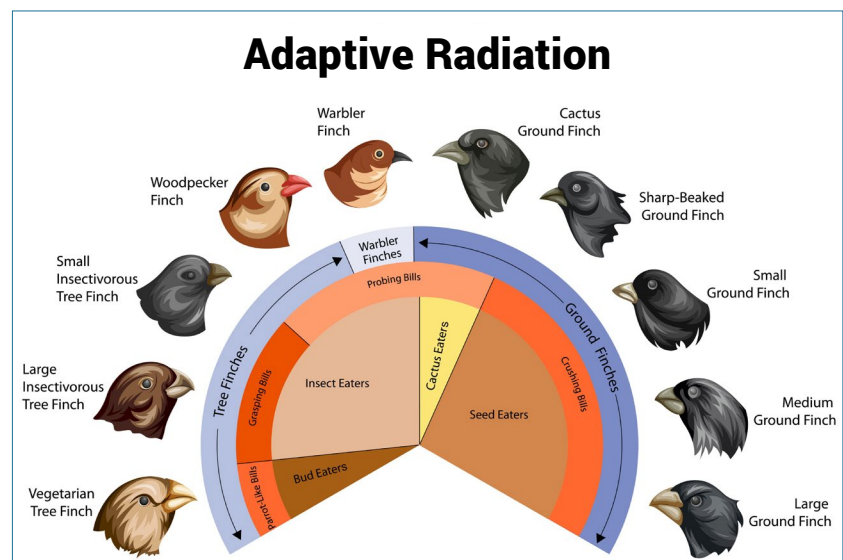 Adaptive Radiation
Warbler
Finch
Cactus
Ground Finch
Woodpecker
Finch
Sharp-Beaked
Ground Finch
Small
Insectivorous
Tree Finch
Small
Ground Finch
Large
Insectivorous
Tree Finch
Medium
Ground Finch
Vegetarian
Tree Finch
Large
Ground Finch
Tree Finches
Warbler
Finches
Ground Finches
Parrot-Like Bills
Grasping Bills
Probing Bills
Crushing Bills
Bud Eaters
Insect Eaters
Cactus Eaters
Seed Eaters